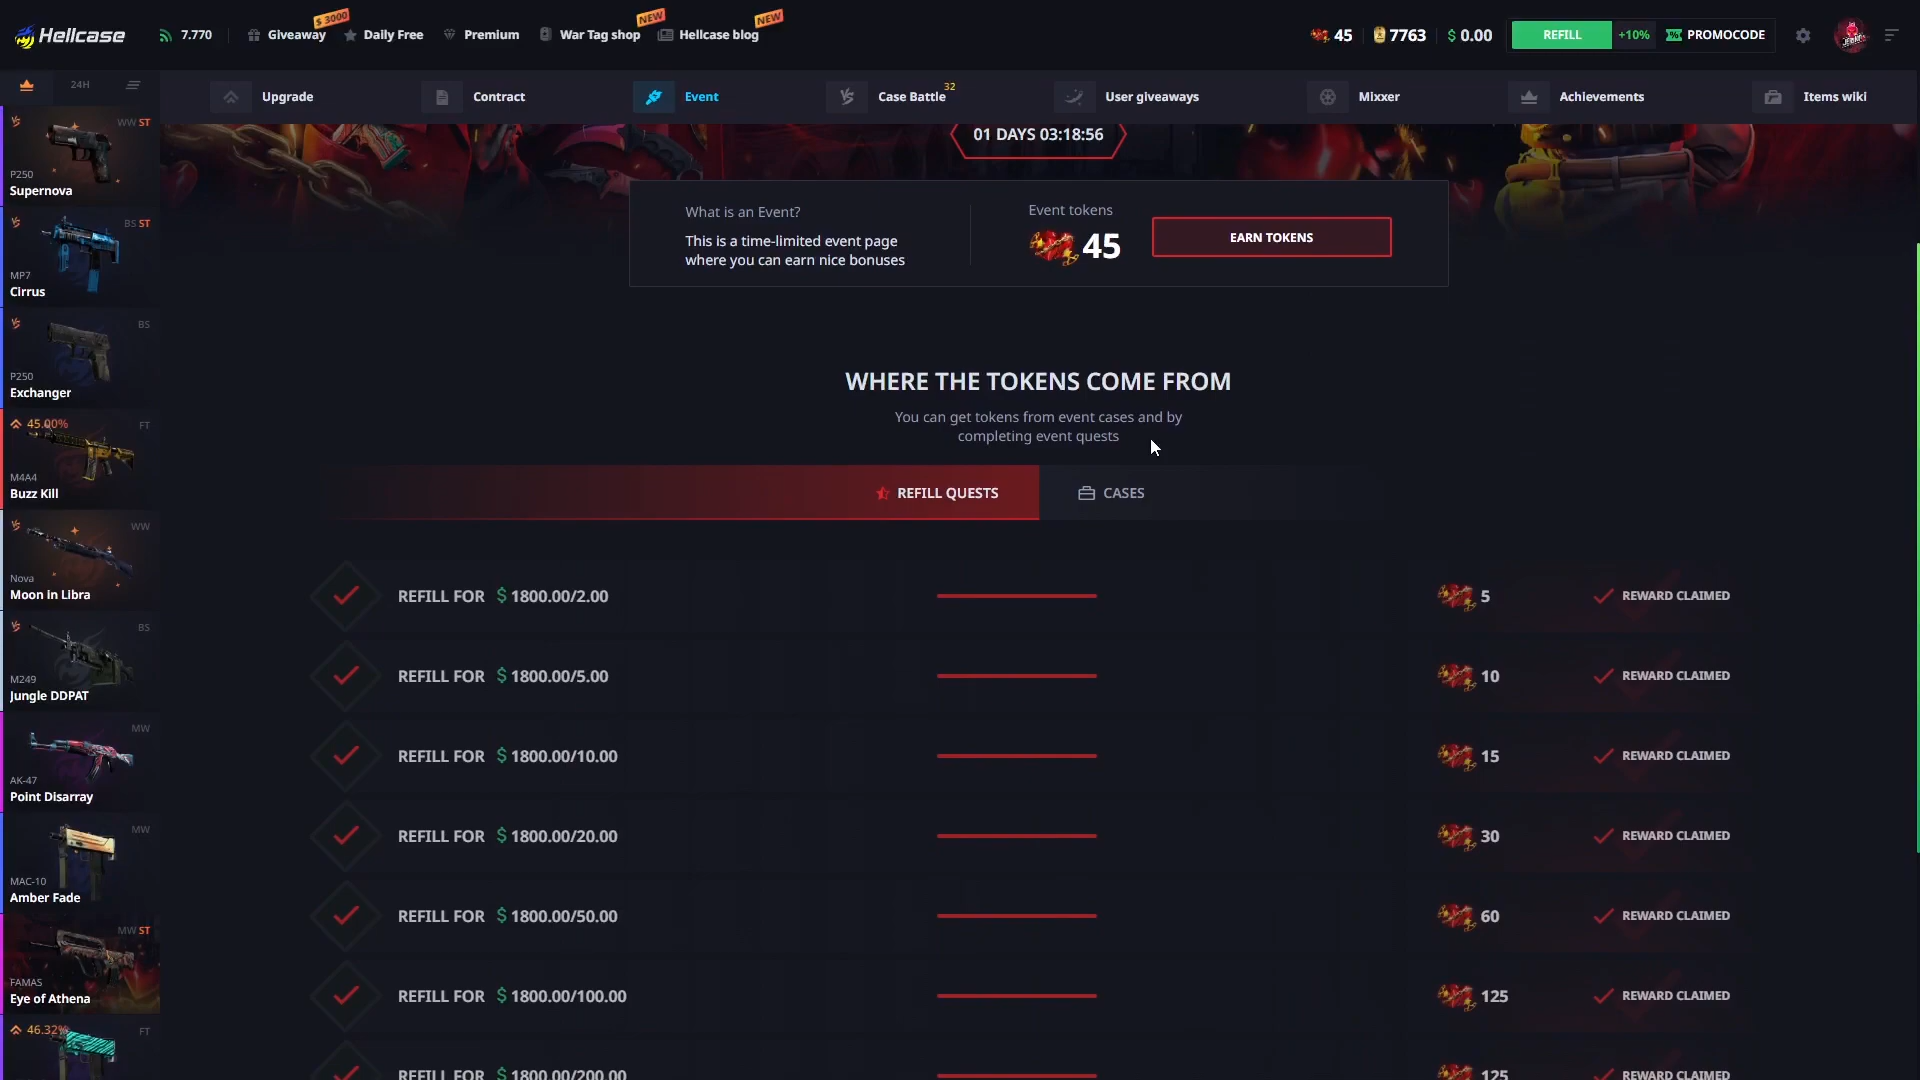 Hellcase
7.770
Giveaway
$ 3000
Daily Free
Premium
War Tag shop
NEW
Hellcase blog
NEW
45
7763
$ 0.00
REFILL
+10%
PROMOCODE
24H
Upgrade
Contract
Event
Case Battle
32
User giveaways
Mixxer
Achievements
Items wiki
WW ST
P250
Supernova
BS ST
MP7
Cirrus
BS
P250
Exchanger
45.00%
FT
M4A4
Buzz Kill
WW
Nova
Moon in Libra
BS
M249
Jungle DDPAT
MW
AK-47
Point Disarray
MW
MAC-10
Amber Fade
MW ST
FAMAS
Eye of Athena
46.32%
FT
01 DAYS 03:18:56
What is an Event?
This is a time-limited event page
where you can earn nice bonuses
Event tokens
45
EARN TOKENS
WHERE THE TOKENS COME FROM
You can get tokens from event cases and by
completing event quests
REFILL QUESTS
CASES
REFILL FOR $ 1800.00/2.00 5 REWARD CLAIMED
REFILL FOR $ 1800.00/5.00 10 REWARD CLAIMED
REFILL FOR $ 1800.00/10.00 15 REWARD CLAIMED
REFILL FOR $ 1800.00/20.00 30 REWARD CLAIMED
REFILL FOR $ 1800.00/50.00 60 REWARD CLAIMED
REFILL FOR $ 1800.00/100.00 125 REWARD CLAIMED
REFILL FOR $ 1800.00/200.00 125 REWARD CLAIMED